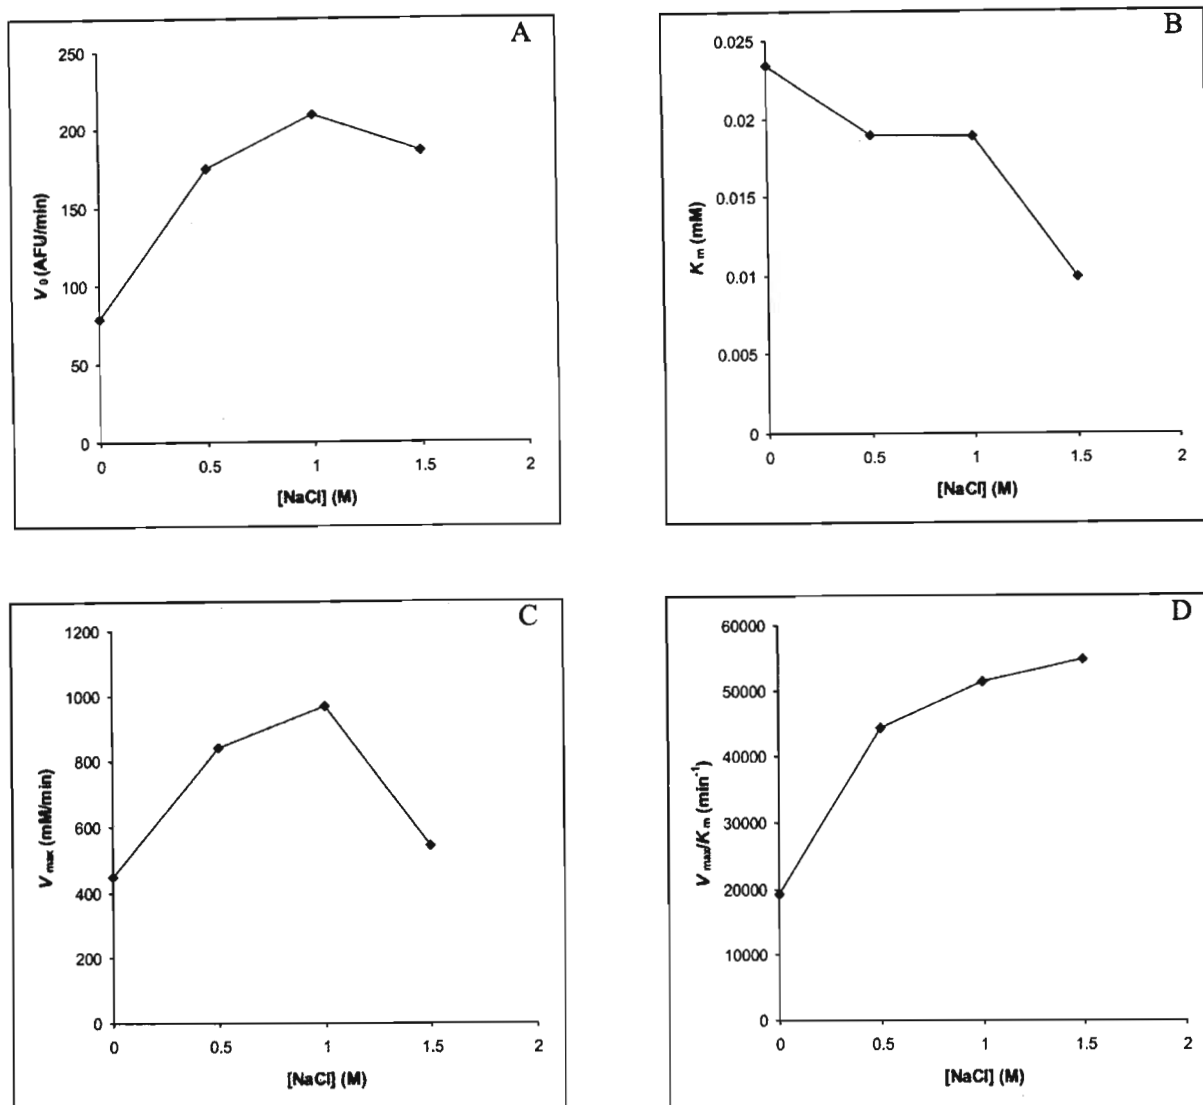 A
250
200
150
100
50
0
V0 (AFU/min)
0 0.5 1 1.5 2
[NaCl] (M)
B
0.025
0.02
0.015
0.01
0.005
0
Km (mM)
0 0.5 1 1.5 2
[NaCl] (M)
C
1200
1000
800
600
400
200
0
Vmax (mM/min)
0 0.5 1 1.5 2
[NaCl] (M)
D
60000
50000
40000
30000
20000
10000
0
Vmax/Km (min-1)
0 0.5 1 1.5 2
[NaCl] (M)